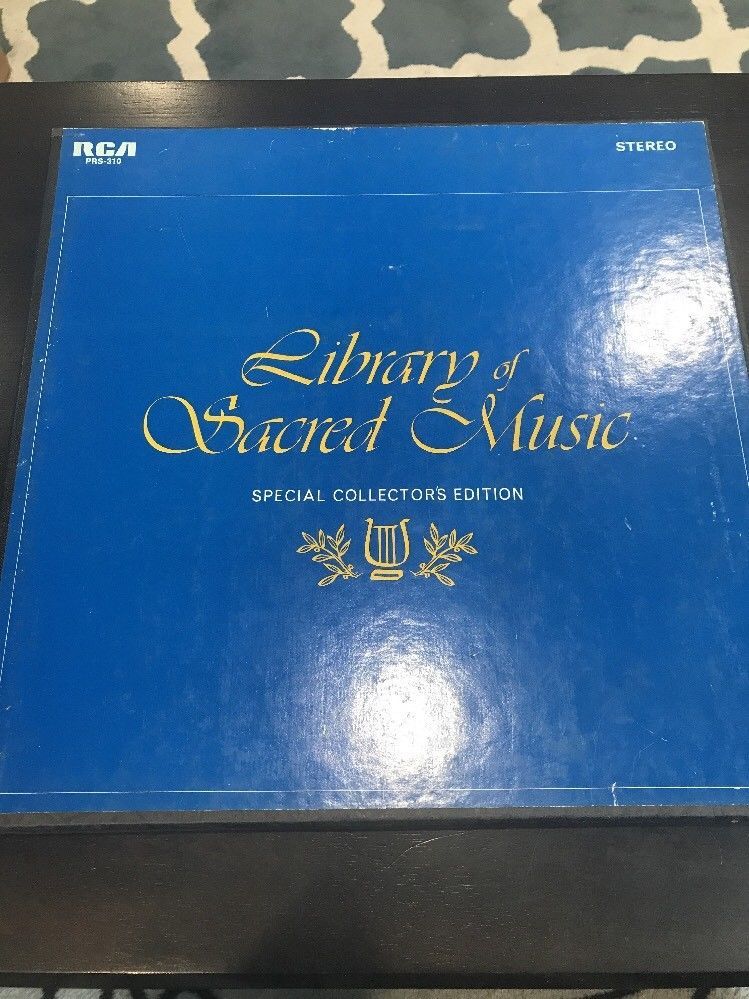 RCA
PRS-310
STEREO
Library of
Sacred Music
SPECIAL COLLECTOR'S EDITION